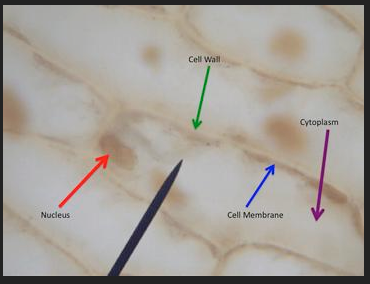 Cell Wall
Cytoplasm
Nucleus
Cell Membrane